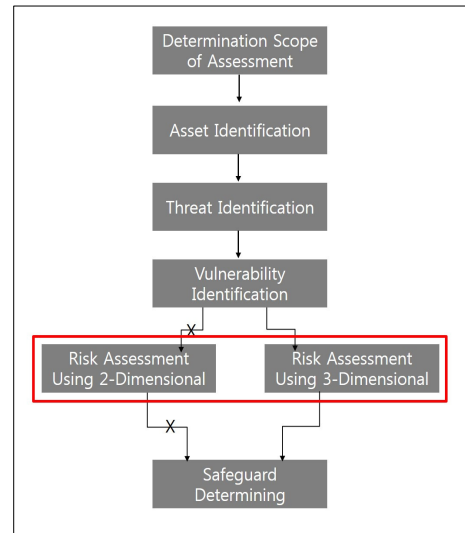 Determination Scope
of Assessment
Asset Identification
Threat Identification
Vulnerability
Identification
X
Risk Assessment
Using 2-Dimensional
Risk Assessment
Using 3-Dimensional
X
Safeguard
Determining